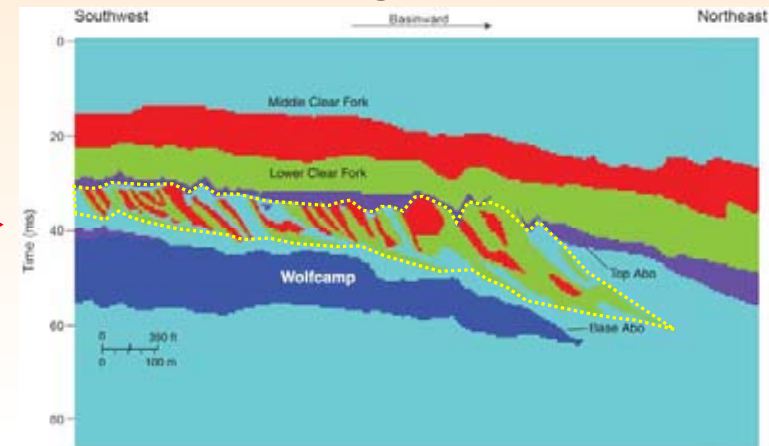 Southwest
Basinward
Northeast
0
Middle Clear Fork
20
Lower Clear Fork
40
Time (ms)
Top Abo
Wolfcamp
Base Abo
60
0 350 ft
0 100 m
80